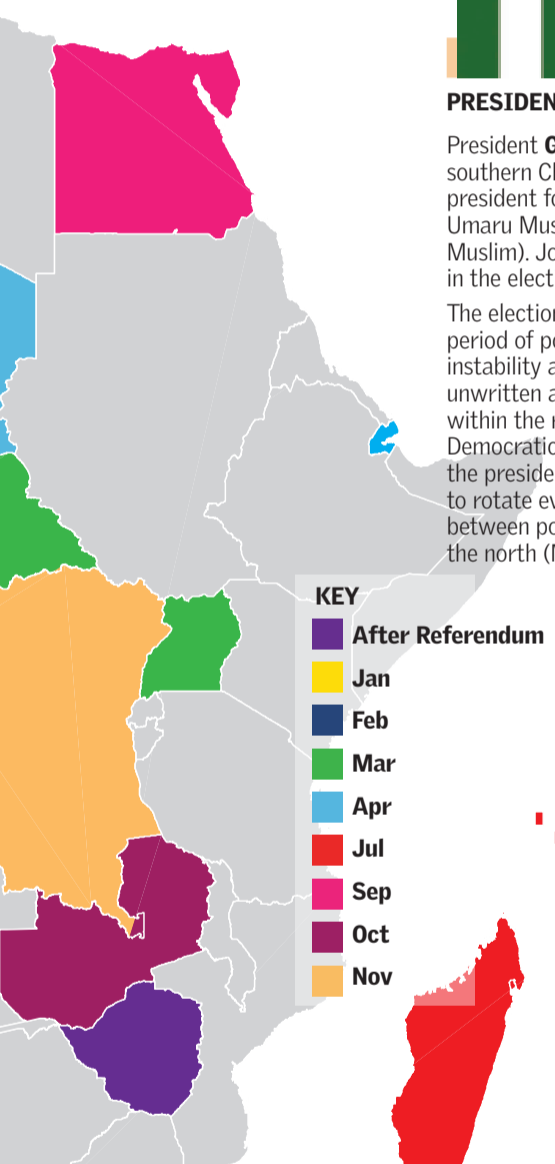 PRESIDEN
President G
southern Cl
president fo
Umaru Mus
Muslim). Jo
in the elect
The election
period of po
instability a
unwritten a
within the r
Democratic
the preside
to rotate ev
between po
the north (N
KEY
After Referendum
Jan
Feb
Mar
Apr
Jul
Sep
Oct
Nov